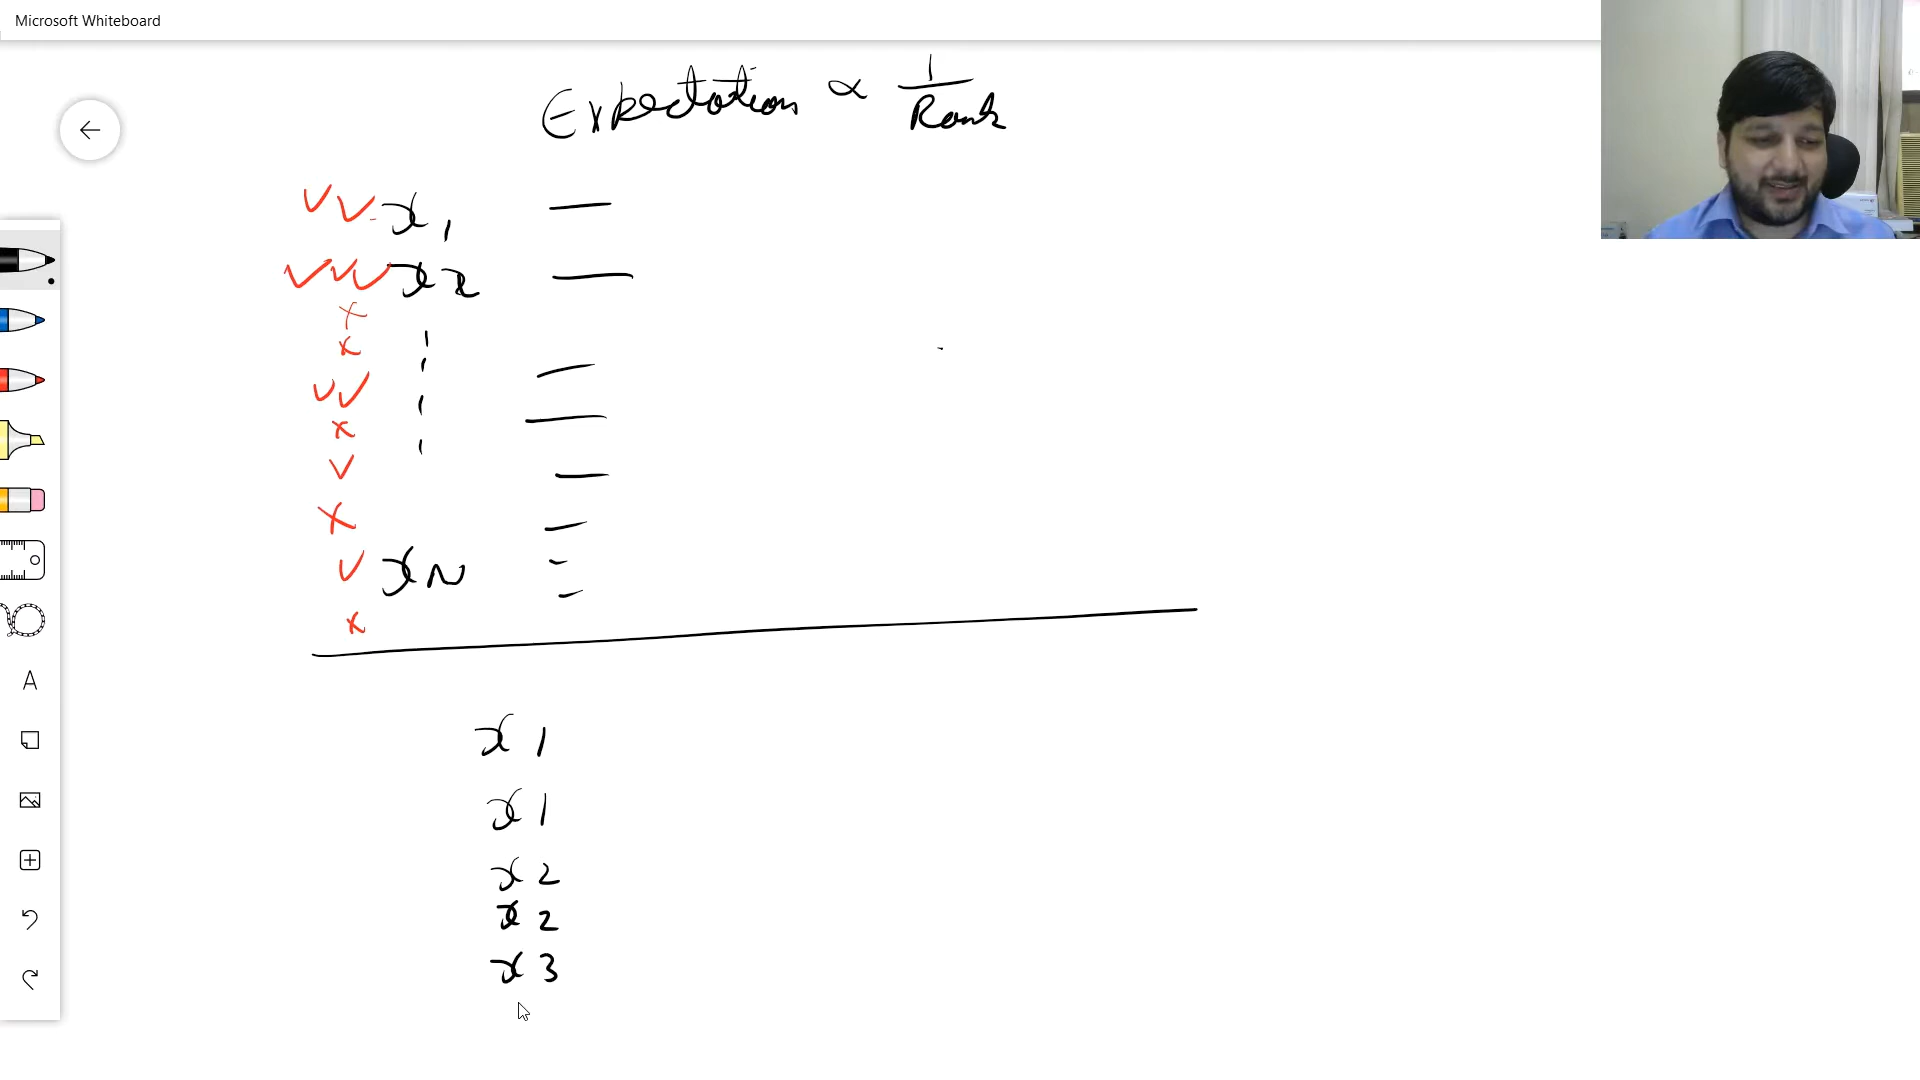 Microsoft Whiteboard
Expectation ∝ 1/Rank
✓✓ x1 —
✓✓✓ x2 —
x
x
✓✓ —
x —
✓ —
x —
✓ xN –
x –
x1
x1
x2
x2
x3
A